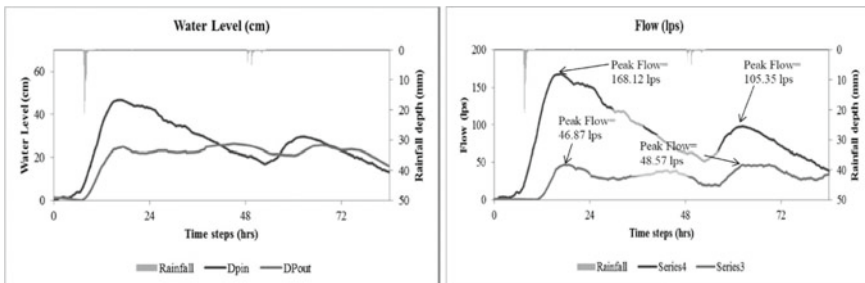 Water Level (cm)
60
40
20
0
Water Level (cm)
0
10
20
30
40
50
Rainfall depth (mm)
0
24
48
72
Time steps (hrs)
Rainfall
Dpin
DPout
Flow (lps)
200
150
100
50
0
Flow (lps)
0
10
20
30
40
50
Rainfall depth (mm)
Peak Flow=
168.12 lps
Peak Flow=
105.35 lps
Peak Flow=
46.87 lps
Peak Flow=
48.57 lps
0
24
48
72
Time steps (hrs)
Rainfall
Series4
Series3